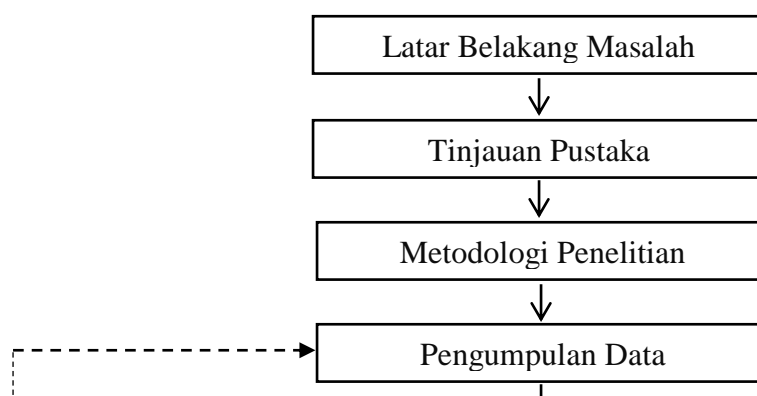 Latar Belakang Masalah
Tinjauan Pustaka
Metodologi Penelitian
Pengumpulan Data